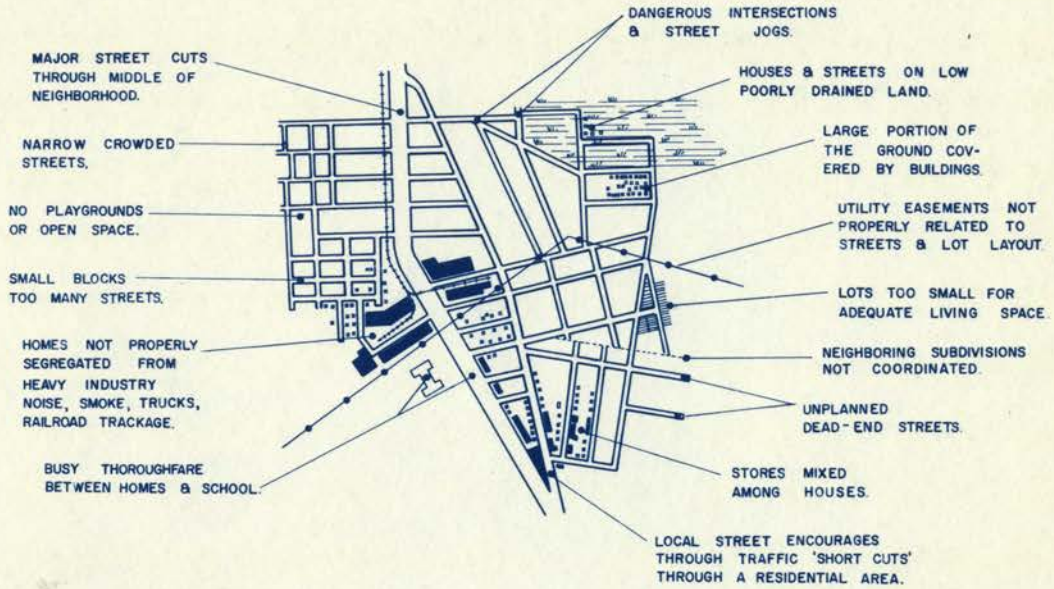 MAJOR STREET CUTS
THROUGH MIDDLE OF
NEIGHBORHOOD.
NARROW CROWDED
STREETS.
NO PLAYGROUNDS
OR OPEN SPACE.
SMALL BLOCKS
TOO MANY STREETS.
HOMES NOT PROPERLY
SEGREGATED FROM
HEAVY INDUSTRY
NOISE, SMOKE, TRUCKS,
RAILROAD TRACKAGE.
BUSY THOROUGHFARE
BETWEEN HOMES & SCHOOL.
DANGEROUS INTERSECTIONS
& STREET JOGS.
HOUSES & STREETS ON LOW
POORLY DRAINED LAND.
LARGE PORTION OF
THE GROUND COV-
ERED BY BUILDINGS.
UTILITY EASEMENTS NOT
PROPERLY RELATED TO
STREETS & LOT LAYOUT.
LOTS TOO SMALL FOR
ADEQUATE LIVING SPACE.
NEIGHBORING SUBDIVISIONS
NOT COORDINATED.
UNPLANNED
DEAD-END STREETS.
STORES MIXED
AMONG HOUSES.
LOCAL STREET ENCOURAGES
THROUGH TRAFFIC 'SHORT CUTS'
THROUGH A RESIDENTIAL AREA.